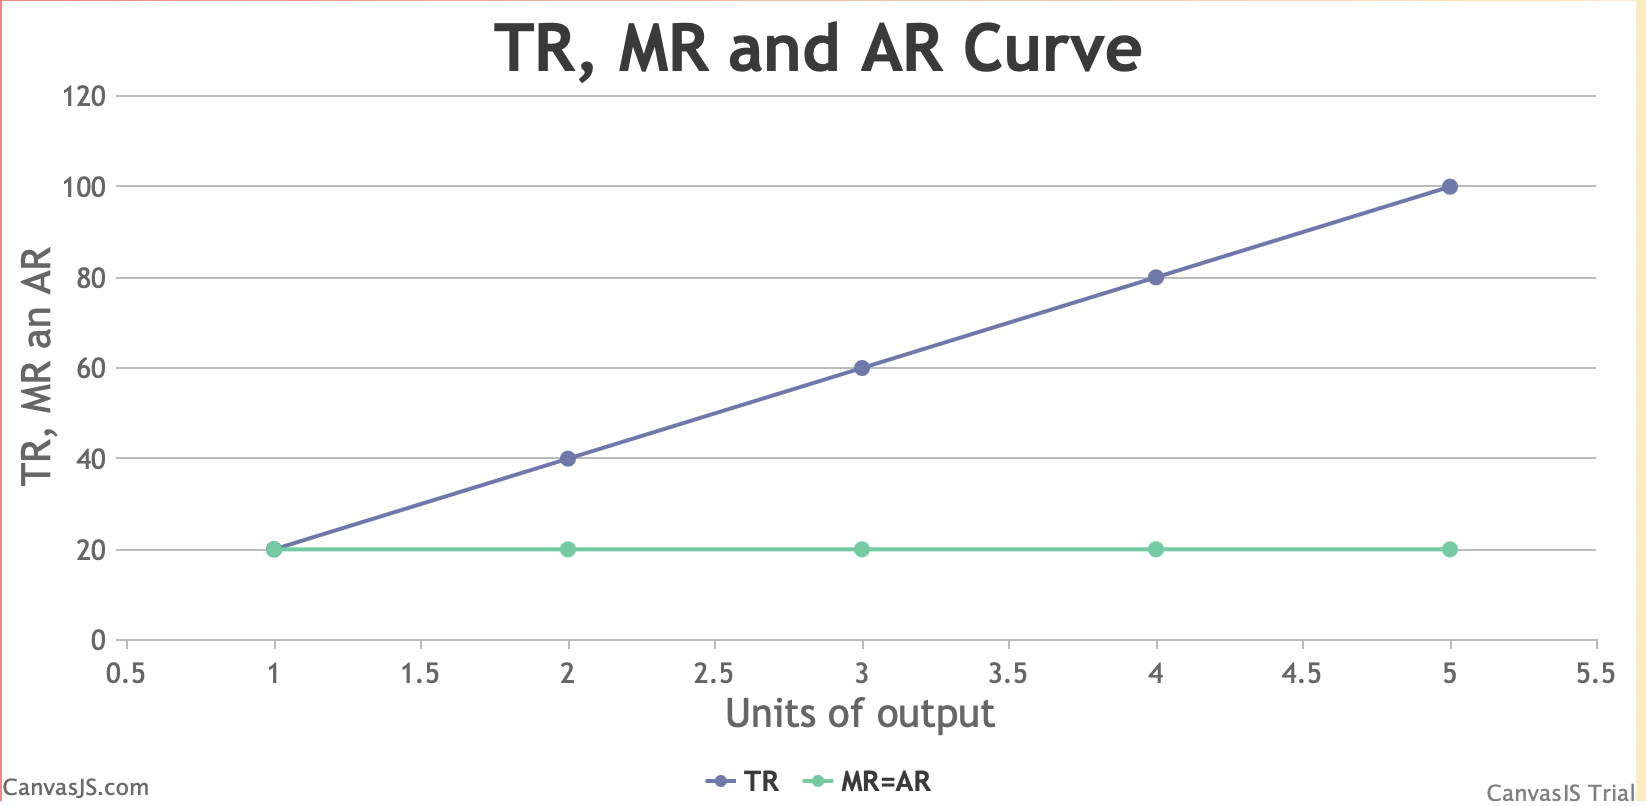 TR, MR and AR Curve
120
100
80
60
40
20
0
TR, MR an AR
0.5 1 1.5 2 2.5 3 3.5 4 4.5 5 5.5
Units of output
TR MR=AR
CanvasJS.com
CanvasJS Trial